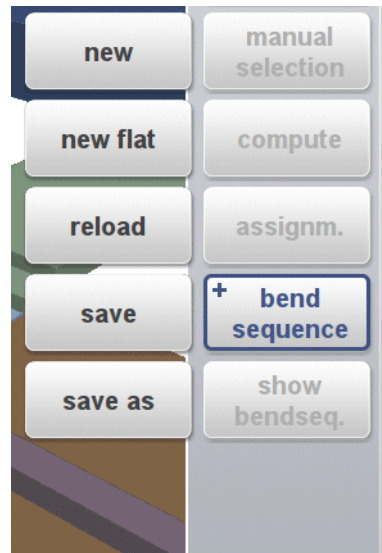 new
new flat
reload
save
save as
manual
selection
compute
assignm.
+
bend
sequence
show
bendseq.